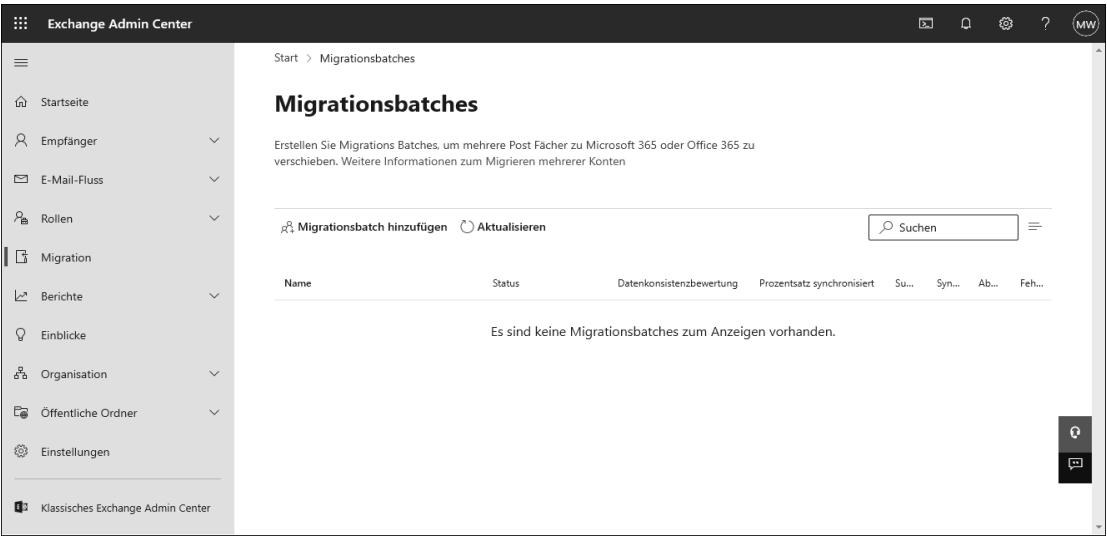 Exchange Admin Center
?
MW
Start > Migrationsbatches
Startseite
Empfänger
E-Mail-Fluss
Rollen
Migration
Berichte
Einblicke
Organisation
Öffentliche Ordner
Einstellungen
Klassisches Exchange Admin Center
Migrationsbatches
Erstellen Sie Migrations Batches, um mehrere Post Fächer zu Microsoft 365 oder Office 365 zu
verschieben. Weitere Informationen zum Migrieren mehrerer Konten
Migrationsbatch hinzufügen Aktualisieren Suchen
Name Status Datenkonsistenzbewertung Prozentsatz synchronisiert Su... Syn... Ab... Feh...
Es sind keine Migrationsbatches zum Anzeigen vorhanden.